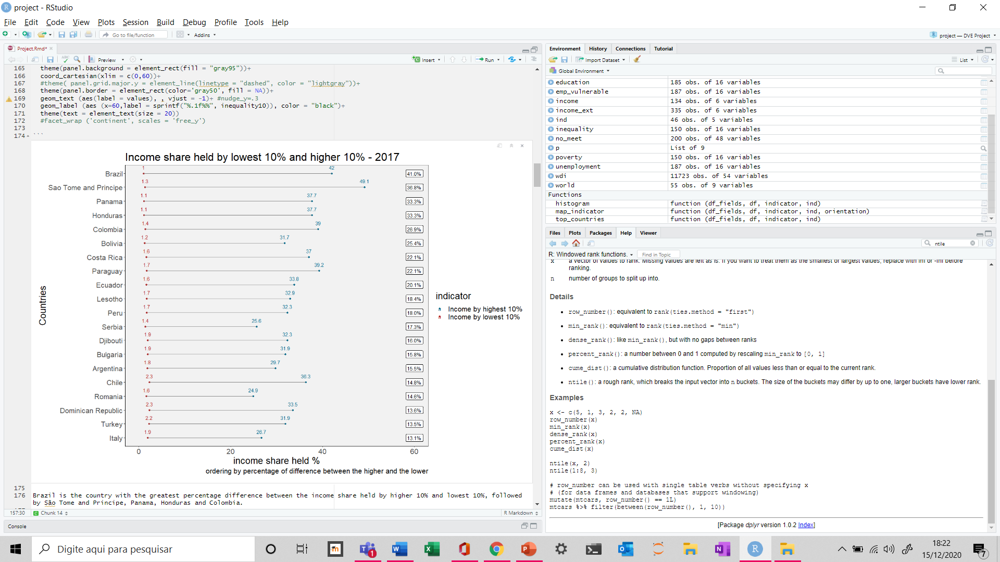 project - RStudio
File Edit Code View Plots Session Build Debug Profile Tools Help
Go to file/function Addins
project — DVE Project
Project.Rmd*
Preview Insert Run
165 theme(panel.background = element_rect(fill = "gray95"))+
166 coord_cartesian(xlim = c(0,60))+
167 #theme( panel.grid.major.y = element_line(linetype = "dashed", color = "lightgray"))+
168 theme(panel.border = element_rect(color='gray50', fill = NA))+
169 geom_text (aes(label = values), , vjust = -1)+ #nudge_y=.3
170 geom_label (aes (x=60,label = sprintf("%.1f%%", inequality10)), color = "black")+
171 theme(text = element_text(size = 20))
172 #facet_wrap ('continent', scales = 'free_y')
173
174 ```
Income share held by lowest 10% and higher 10% - 2017
Countries
Brazil 1 42 41.0%
Sao Tome and Principe 1.3 49.1 36.8%
Panama 1.1 37.7 33.3%
Honduras 1.1 37.7 33.3%
Colombia 1.4 39 26.9%
Bolivia 1.2 31.7 25.4%
Costa Rica 1.6 37 22.1%
Paraguay 1.7 39.2 22.1%
Ecuador 1.6 33.8 20.1%
Lesotho 1.7 32.9 18.4%
Peru 1.7 32.3 18.0%
Serbia 1.4 25.6 17.3%
Djibouti 1.9 32.3 16.0%
Bulgaria 1.9 31.9 15.8%
Argentina 1.8 29.7 15.5%
Chile 2.3 36.3 14.8%
Romania 1.6 24.9 14.6%
Dominican Republic 2.3 33.5 13.6%
Turkey 2.2 31.9 13.5%
Italy 1.9 26.7 13.1%
0 20 40 60
income share held %
ordering by percentage of difference between the higher and the lower
indicator
Income by highest 10%
Income by lowest 10%
175
176 Brazil is the country with the greatest percentage difference between the income share held by higher 10% and lowest 10%, followed
by São Tome and Principe, Panama, Honduras and Colombia.
157:30 Chunk 14 R Markdown
Console
Environment History Connections Tutorial
Import Dataset List
Global Environment
education 185 obs. of 16 variables
emp_vulnerable 187 obs. of 16 variables
income 134 obs. of 6 variables
income_ext 335 obs. of 6 variables
ind 46 obs. of 5 variables
inequality 150 obs. of 16 variables
no_meet 200 obs. of 48 variables
p List of 9
poverty 150 obs. of 16 variables
unemployment 187 obs. of 16 variables
wdi 11723 obs. of 54 variables
world 55 obs. of 9 variables
Functions
histogram function (df_fields, df, indicator, ind)
map_indicator function (df_fields, df, indicator, ind, orientation)
top_countries function (df_fields, df, indicator, ind)
Files Plots Packages Help Viewer
ntile
R: Windowed rank functions. Find in Topic
x a vector of values to rank. Missing values are left as is. If you want to treat them as the smallest or largest values, replace with Inf or -Inf before
ranking.
n number of groups to split up into.
Details
• row_number(): equivalent to rank(ties.method = "first")
• min_rank(): equivalent to rank(ties.method = "min")
• dense_rank(): like min_rank(), but with no gaps between ranks
• percent_rank(): a number between 0 and 1 computed by rescaling min_rank to [0, 1]
• cume_dist(): a cumulative distribution function. Proportion of all values less than or equal to the current rank.
• ntile(): a rough rank, which breaks the input vector into n buckets. The size of the buckets may differ by up to one, larger buckets have lower rank.
Examples
x <- c(5, 1, 3, 2, 2, NA)
row_number(x)
min_rank(x)
dense_rank(x)
percent_rank(x)
cume_dist(x)
ntile(x, 2)
ntile(1:8, 3)
# row_number can be used with single table verbs without specifying x
# (for data frames and databases that support windowing)
mutate(mtcars, row_number() == 1L)
mtcars %>% filter(between(row_number(), 1, 10))
[Package dplyr version 1.0.2 Index]
Digite aqui para pesquisar
18:22
15/12/2020
7